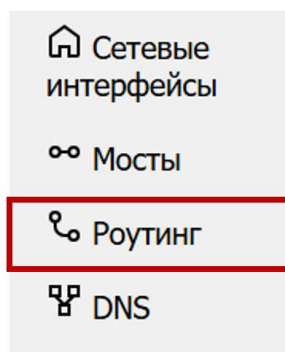 Сетевые
интерфейсы
Мосты
Роутинг
DNS